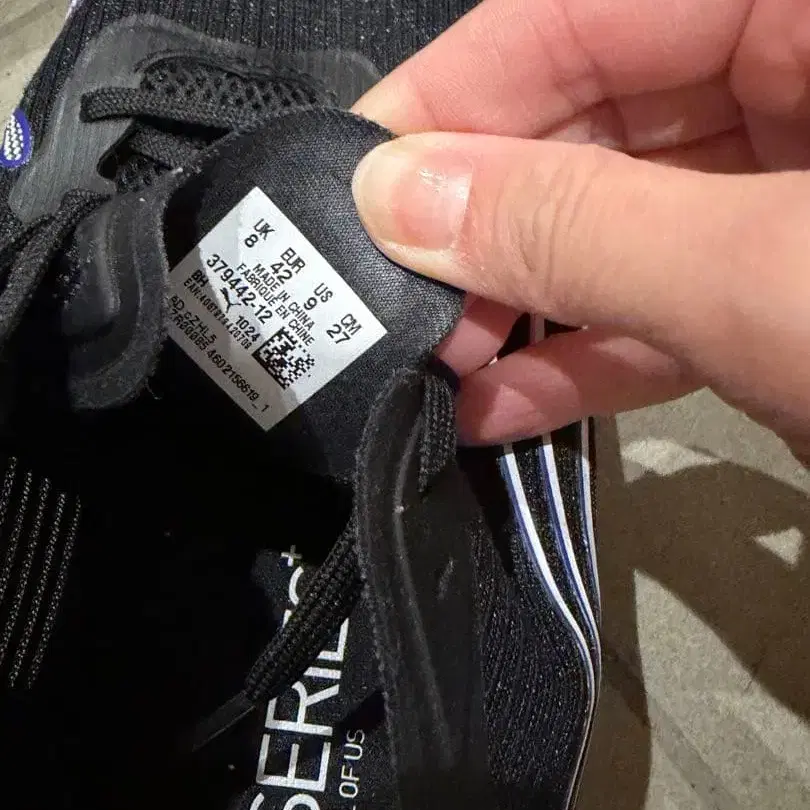 UK EUR US CM
8 42 9 27
MADE IN CHINA
FABRIQUE EN CHINE
379442-12
BH 1024
SERIES+
OF US